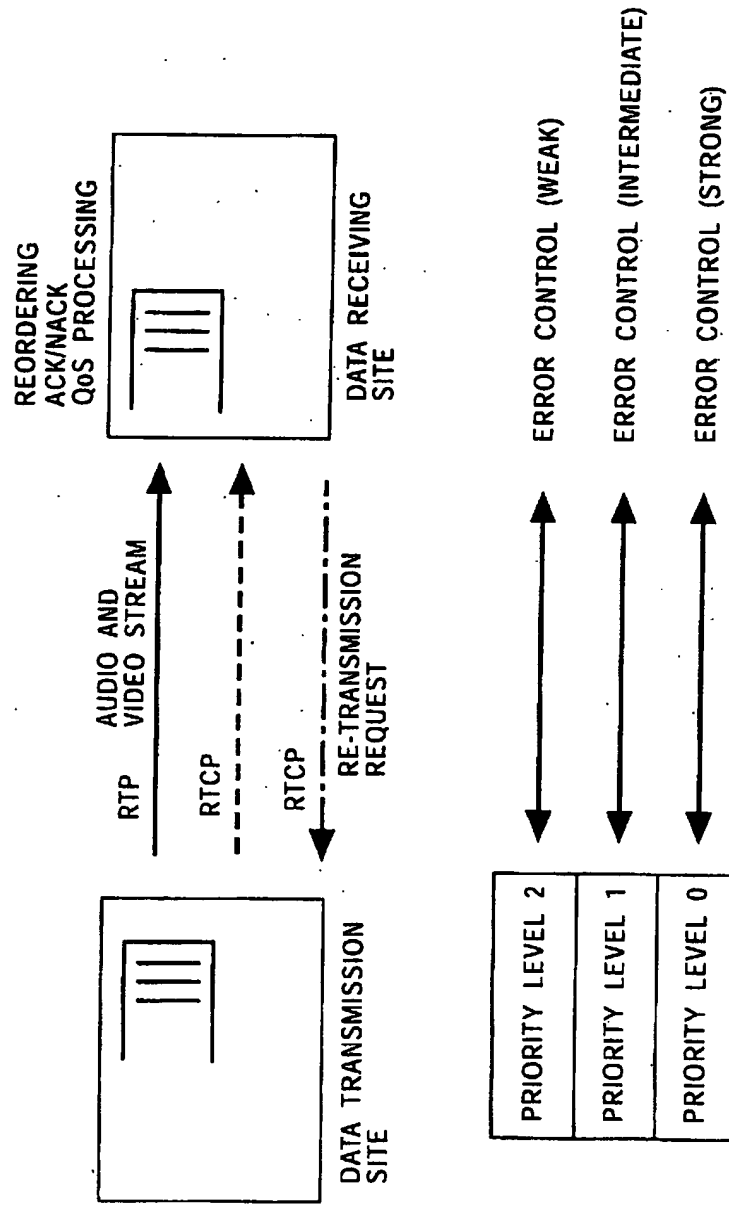 REORDERING
ACK/NACK
QoS PROCESSING
AUDIO AND
VIDEO STREAM
RTP
RTCP
RTCP
RE-TRANSMISSION
REQUEST
DATA TRANSMISSION
SITE
DATA RECEIVING
SITE
PRIORITY LEVEL 2
ERROR CONTROL (WEAK)
PRIORITY LEVEL 1
ERROR CONTROL (INTERMEDIATE)
PRIORITY LEVEL 0
ERROR CONTROL (STRONG)